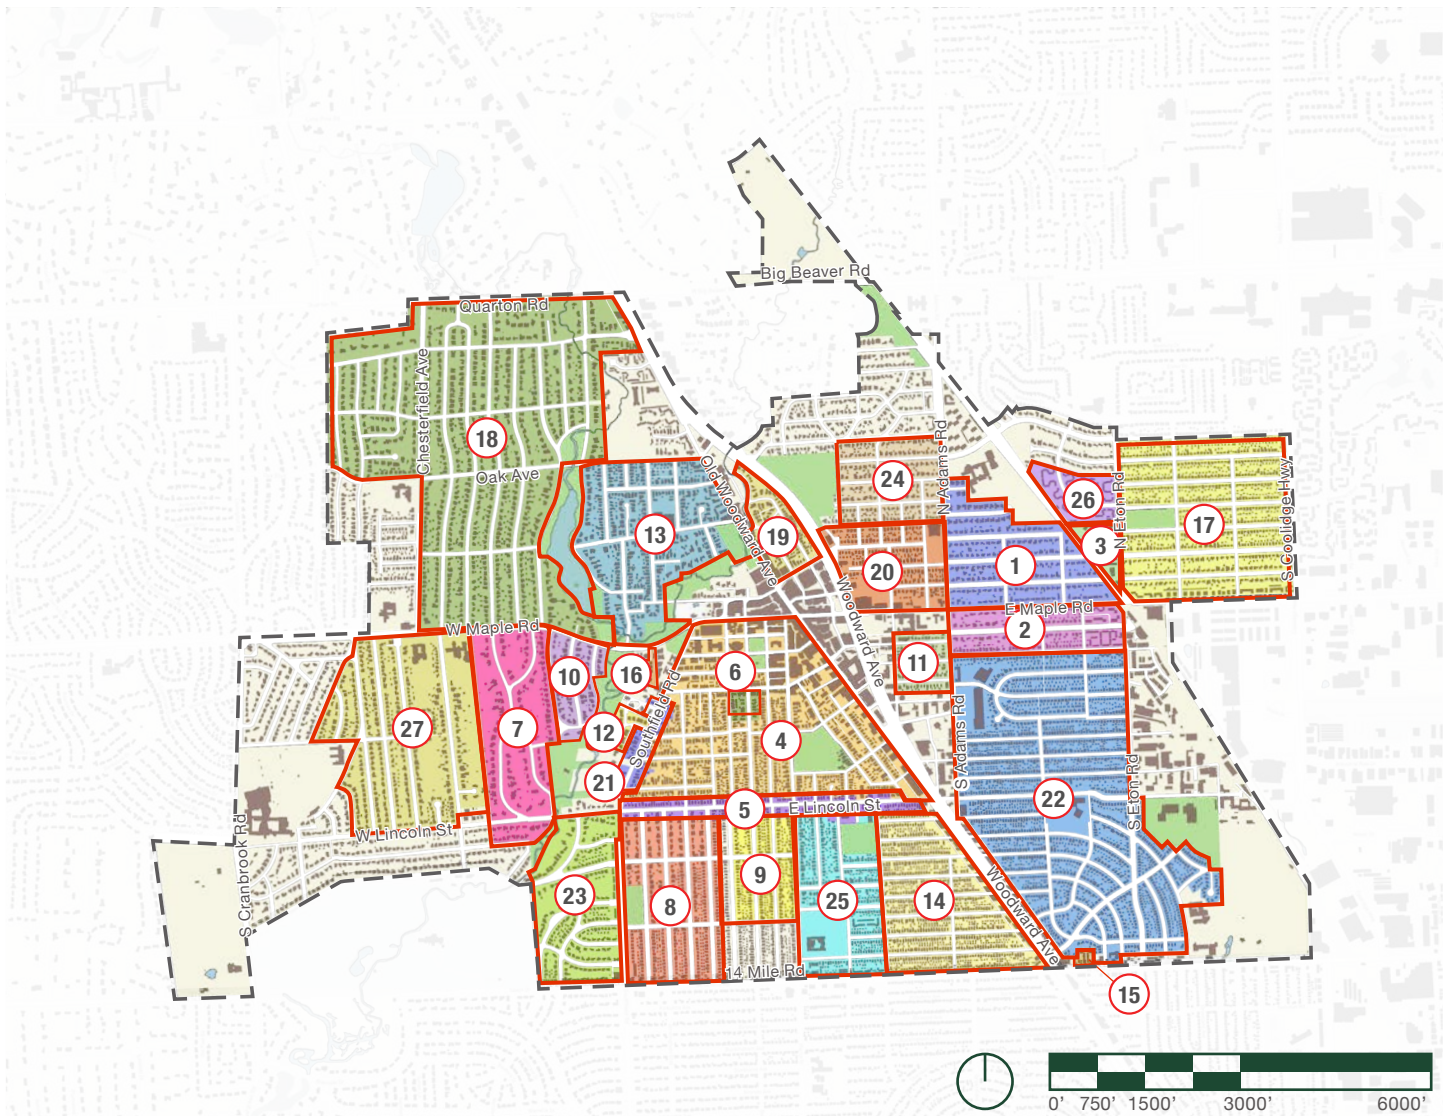 Big Beaver Rd
Quarton Rd
Chesterfield Ave
18
Oak Ave
Old Woodward Ave
N Adams Rd
24
26
N Eton Rd
17
S Coolidge Hwy
13
19
3
20
1
Woodward Ave
E Maple Rd
W Maple Rd
2
11
10
16
6
Southfield Rd
27
7
12
4
S Adams Rd
21
22
S Eton Rd
5
E Lincoln St
W Lincoln St
S Cranbrook Rd
9
23
8
25
14
Woodward Ave
14 Mile Rd
15
0' 750' 1500' 3000' 6000'